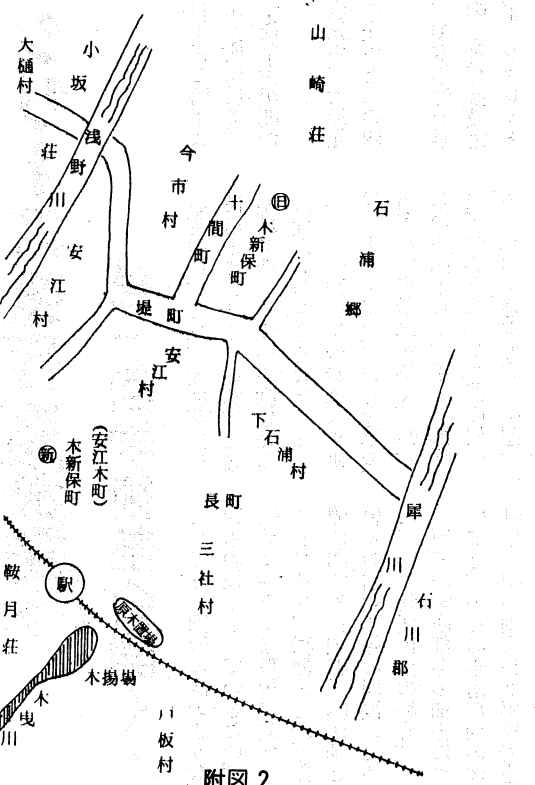 山崎荘
小坂
荘
大樋村
浅野川
今市村
十間町
旧
木新保町
石浦郷
安江村
堤町
安江村
下石浦村
(安江木町)
木新保町
新
長町
三社村
犀川
石川郡
鞍月荘
駅
原木置場
木揚場
木曳川
戸板村
附図2